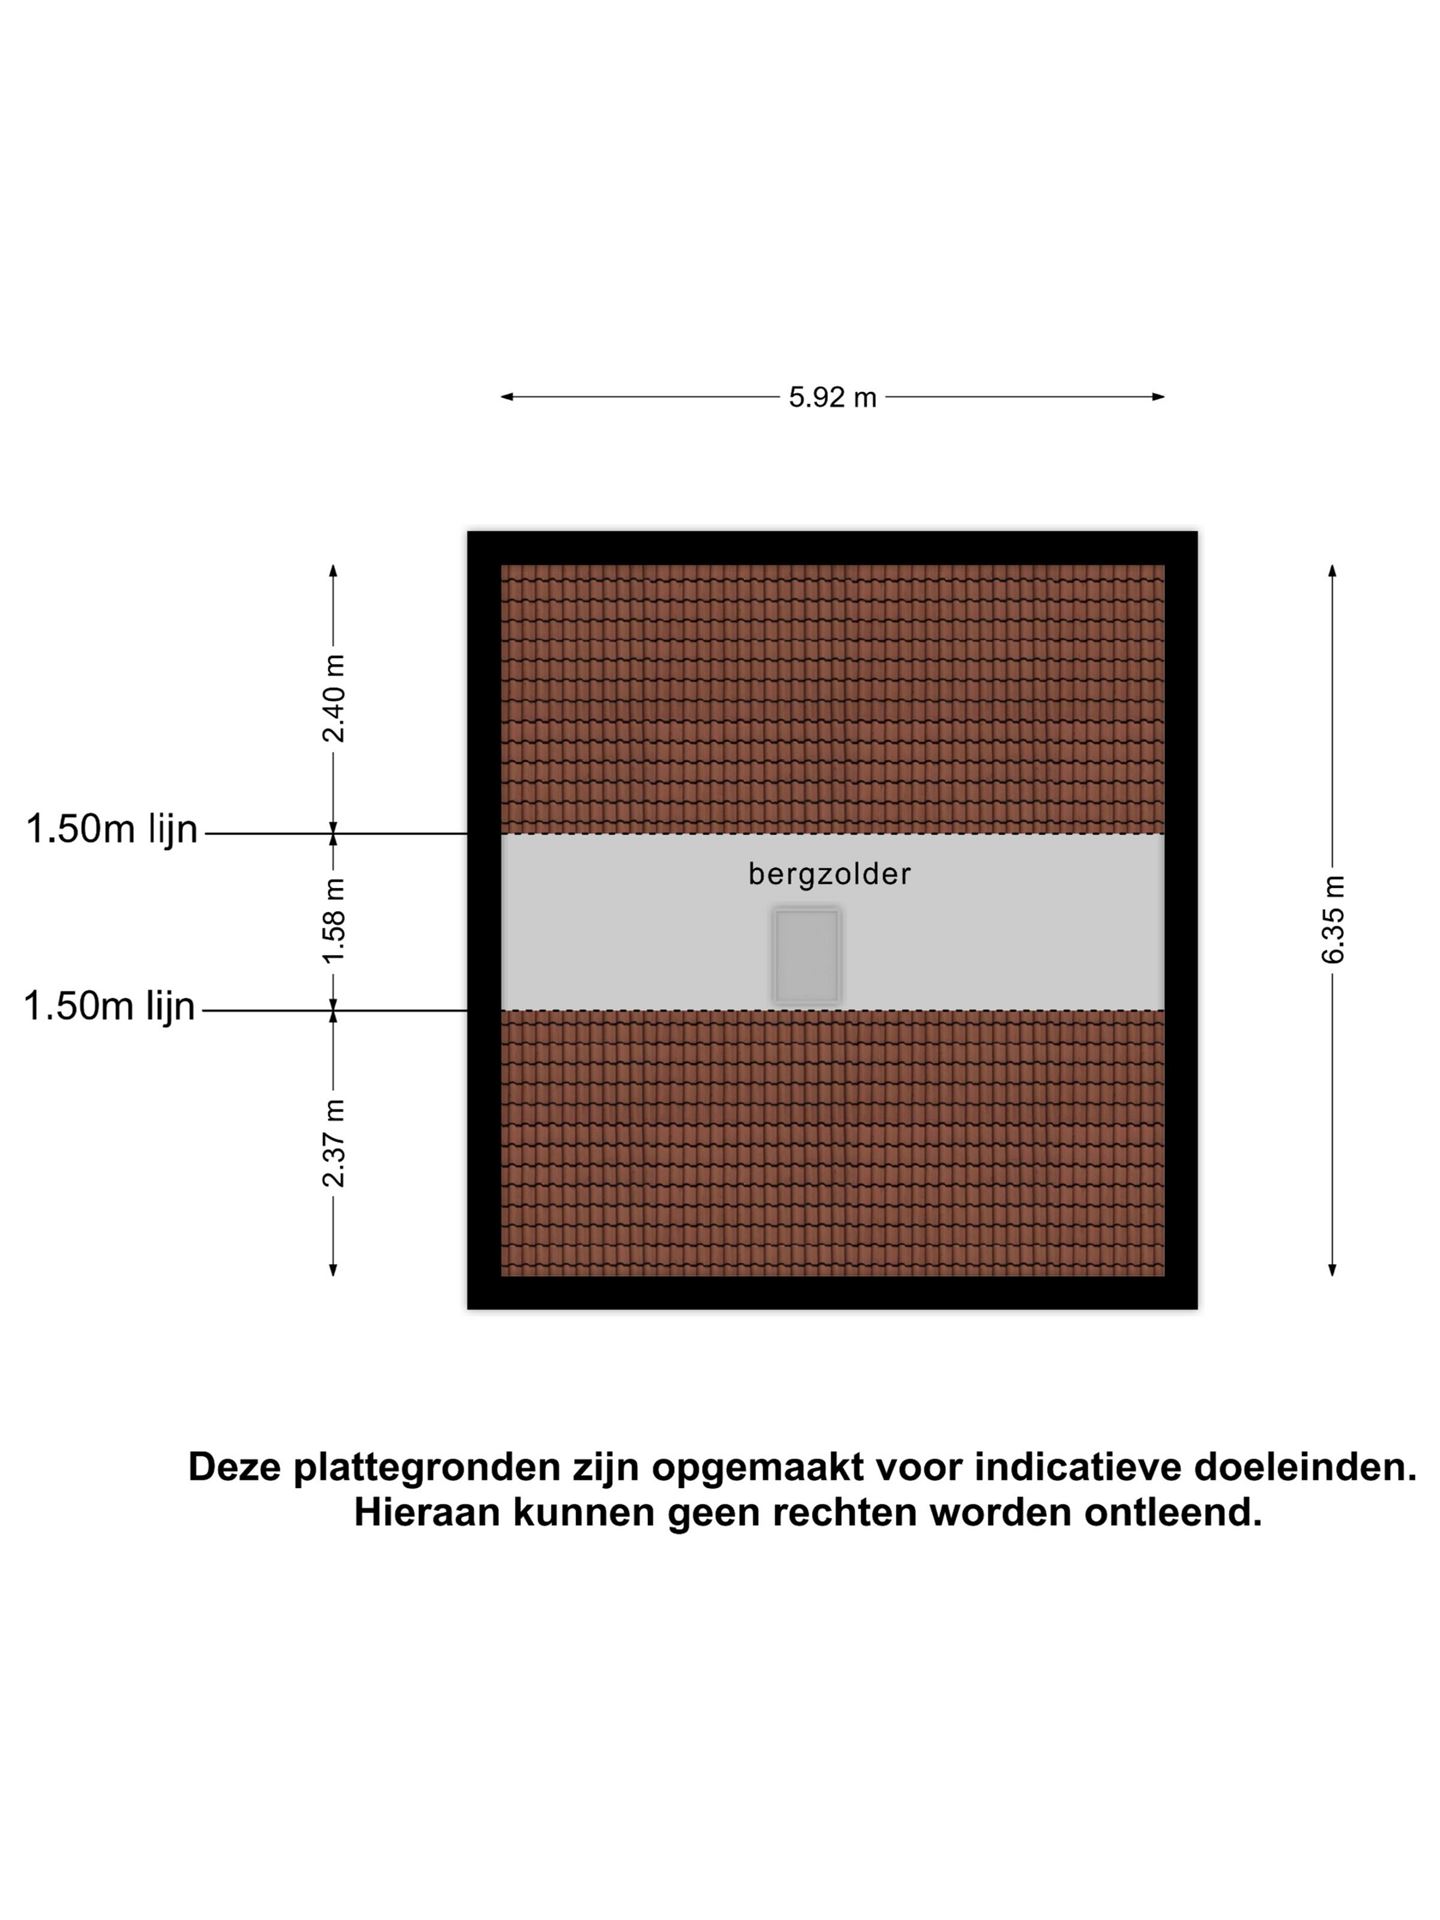 5.92 m
2.40 m
1.50m lijn
bergzolder
1.58 m
6.35 m
1.50m lijn
2.37 m
Deze plattegronden zijn opgemaakt voor indicatieve doeleinden.
Hieraan kunnen geen rechten worden ontleend.